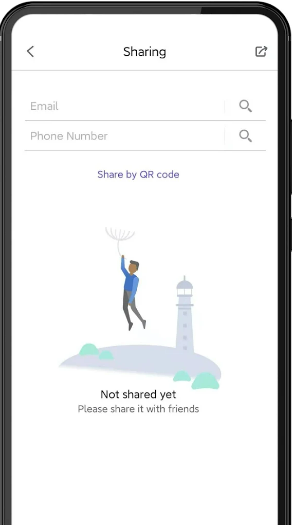 Sharing
Email
Phone Number
Share by QR code
Not shared yet
Please share it with friends